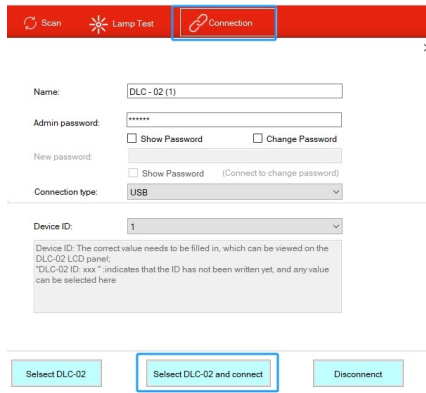 Scan Lamp Test Connection
Name: DLC - 02 (1)
Admin password: ******
Show Password Change Password
New password:
Show Password (Connect to change password)
Connection type: USB
Device ID: 1
Device ID: The correct value needs to be filled in, which can be viewed on the
DLC-02 LCD panel;
"DLC-02 ID: xxx " :indicates that the ID has not been written yet, and any value
can be selected here
Selsect DLC-02 Selsect DLC-02 and connect Disconnenct